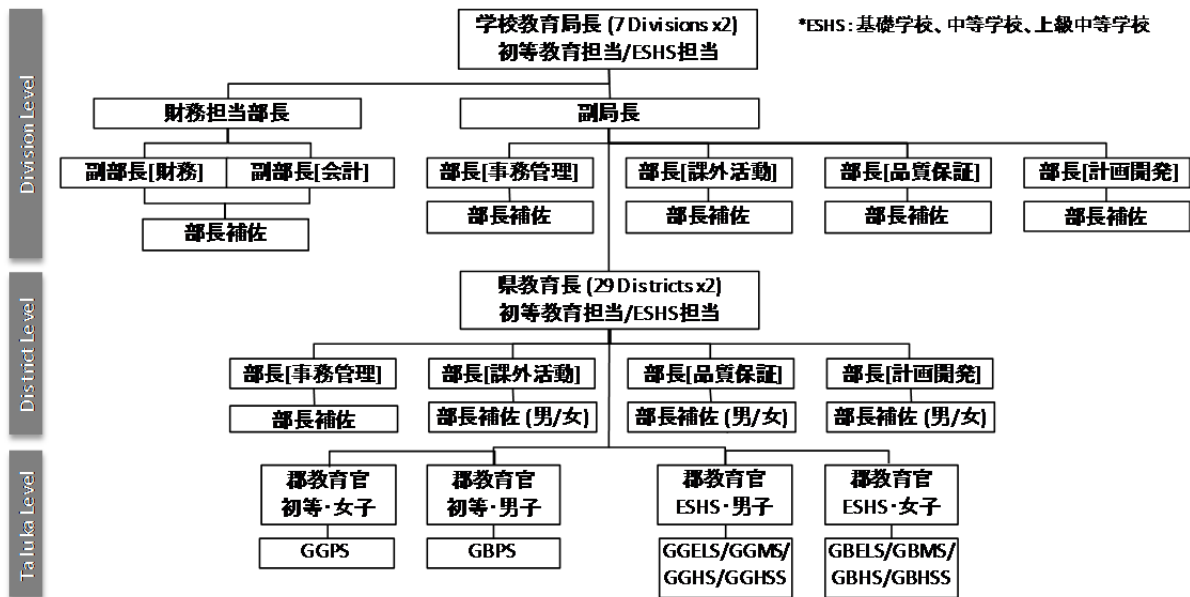 学校教育局長 (7 Divisions x2)
初等教育担当/ESHS担当
*ESHS：基礎学校、中等学校、上級中等学校
Division Level
財務担当部長
副局長
副部長[財務]
副部長[会計]
部長[事務管理]
部長[課外活動]
部長[品質保証]
部長[計画開発]
部長補佐
部長補佐
部長補佐
部長補佐
部長補佐
District Level
県教育長 (29 Districts x2)
初等教育担当/ESHS担当
部長[事務管理]
部長[課外活動]
部長[品質保証]
部長[計画開発]
部長補佐
部長補佐 (男/女)
部長補佐 (男/女)
部長補佐 (男/女)
Taluka Level
郡教育官
初等・女子
郡教育官
初等・男子
郡教育官
ESHS・男子
郡教育官
ESHS・女子
GGPS
GBPS
GGELS/GGMS/
GGHS/GGHSS
GBELS/GBMS/
GBHS/GBHSS